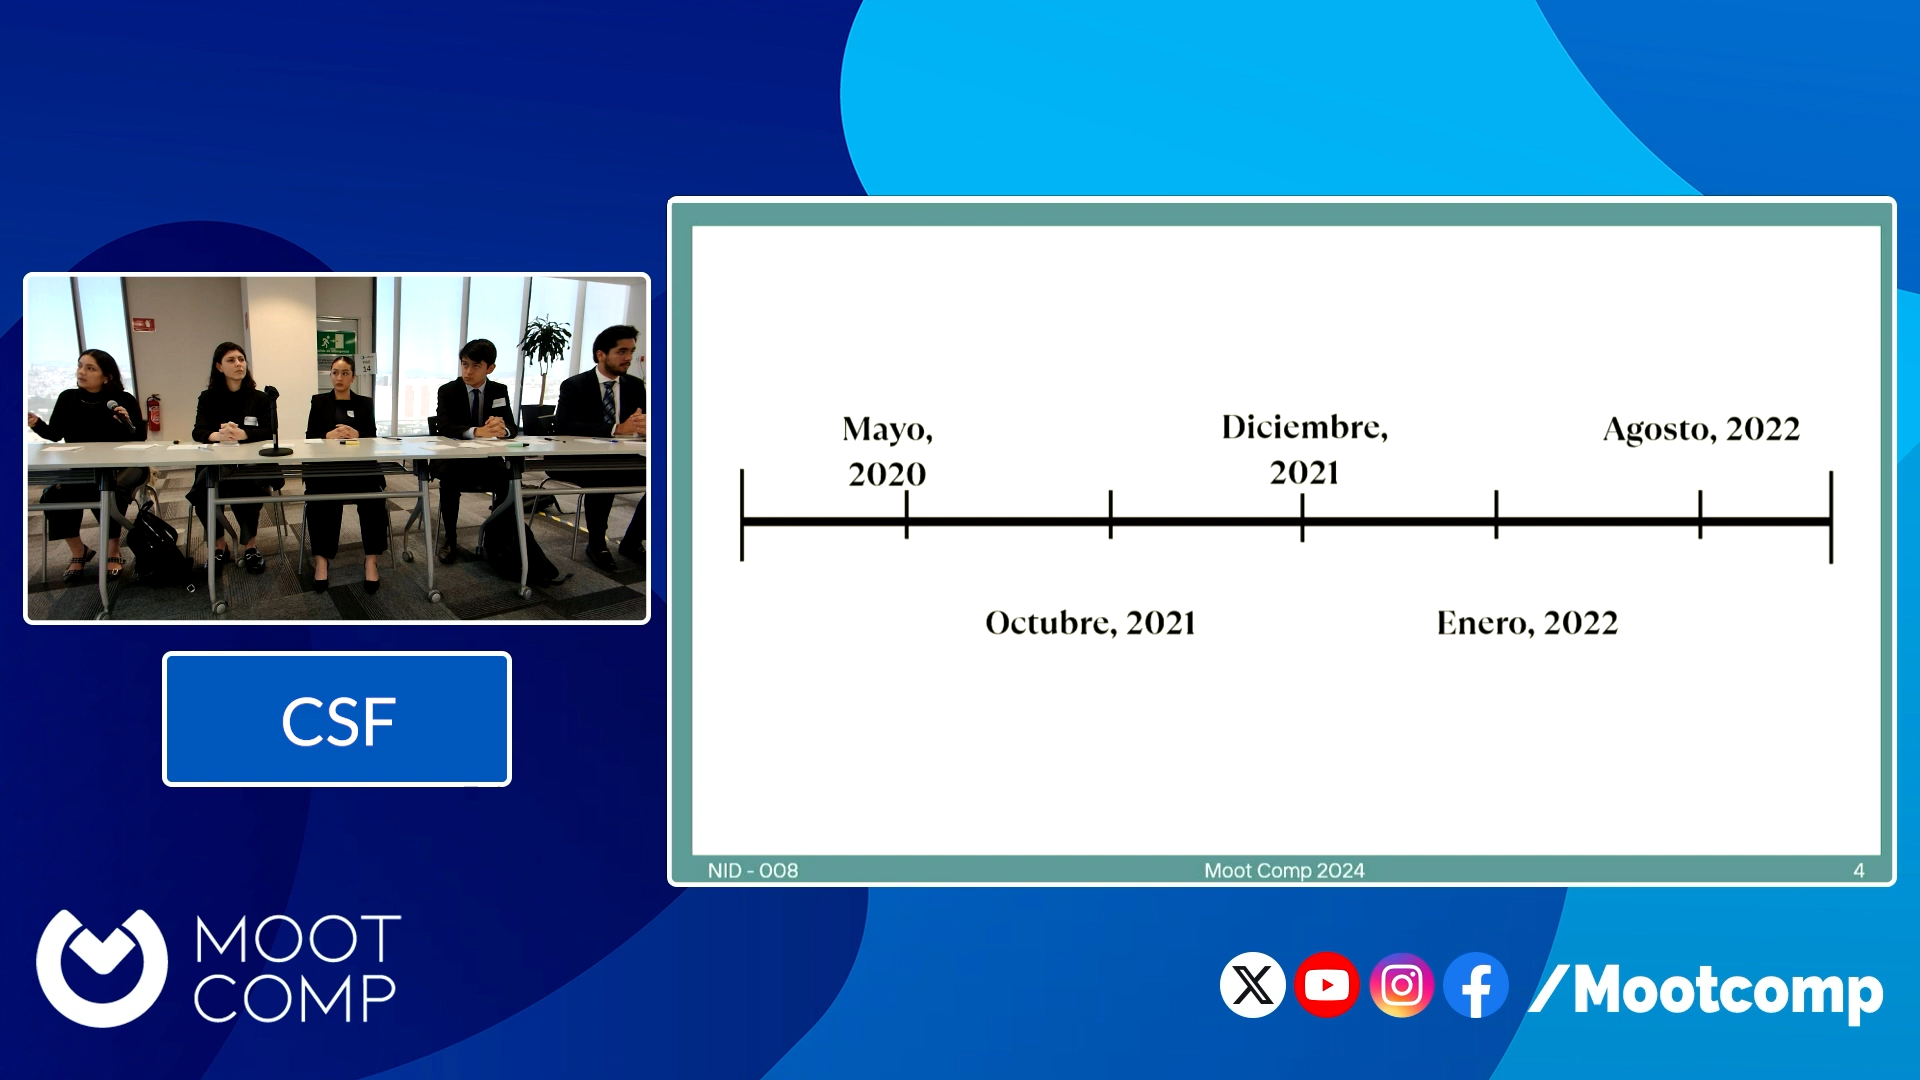 Mayo,
2020
Diciembre,
2021
Agosto, 2022
Octubre, 2021
Enero, 2022
NID - 008
Moot Comp 2024
4
14
CSF
MOOT
COMP
/Mootcomp